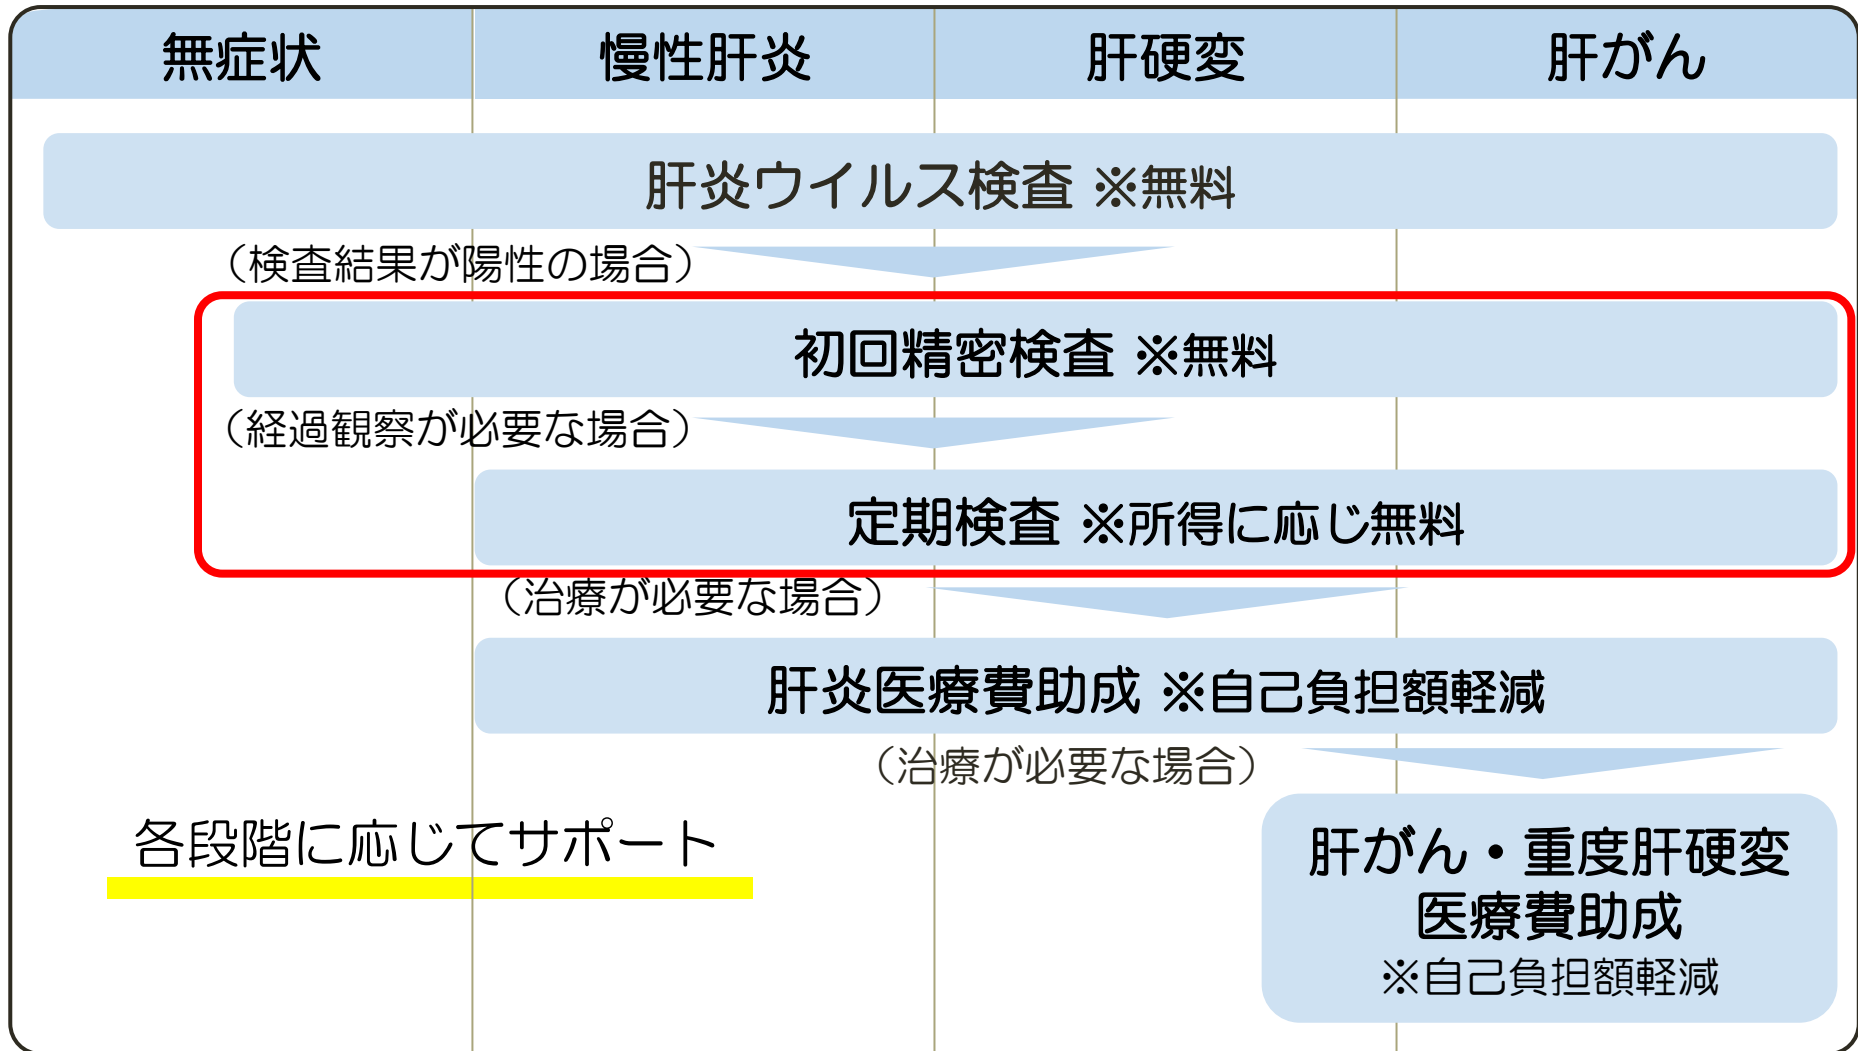 無症状 慢性肝炎 肝硬変 肝がん
肝炎ウイルス検査 ※無料
（検査結果が陽性の場合）
初回精密検査 ※無料
（経過観察が必要な場合）
定期検査 ※所得に応じ無料
（治療が必要な場合）
肝炎医療費助成 ※自己負担額軽減
（治療が必要な場合）
各段階に応じてサポート
肝がん・重度肝硬変
医療費助成
※自己負担額軽減